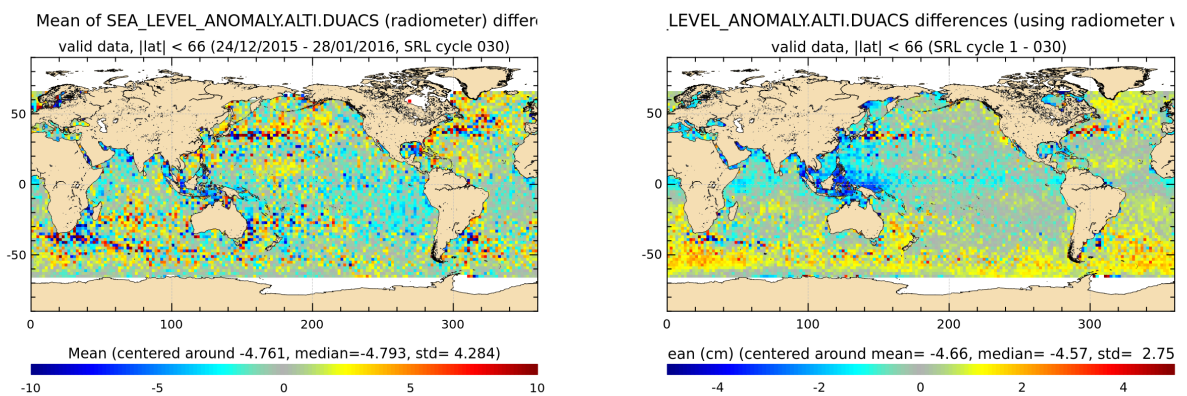 Mean of SEA_LEVEL_ANOMALY.ALTI.DUACS (radiometer)
valid data, |lat| < 66 (24/12/2015 - 28/01/2016, SRL cycle 030)
50
0
-50
0 100 200 300
Mean (centered around -4.761, median=-4.793, std= 4.284)
-10 -5 0 5 10
LEVEL_ANOMALY.ALTI.DUACS differences (using radiometer
valid data, |lat| < 66 (SRL cycle 1 - 030)
50
0
-50
0 100 200 300
ean (cm) (centered around mean= -4.66, median= -4.57, std= 2.75
-4 -2 0 2 4